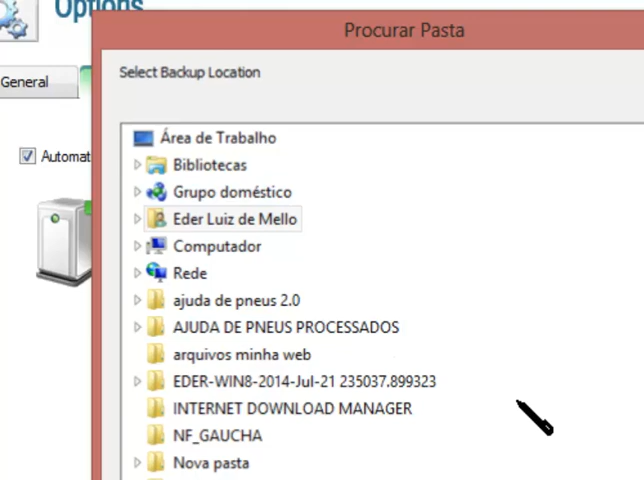 Options
Procurar Pasta
General
Select Backup Location
Automat
Área de Trabalho
Bibliotecas
Grupo doméstico
Eder Luiz de Mello
Computador
Rede
ajuda de pneus 2.0
AJUDA DE PNEUS PROCESSADOS
arquivos minha web
EDER-WIN8-2014-Jul-21 235037.899323
INTERNET DOWNLOAD MANAGER
NF_GAUCHA
Nova pasta